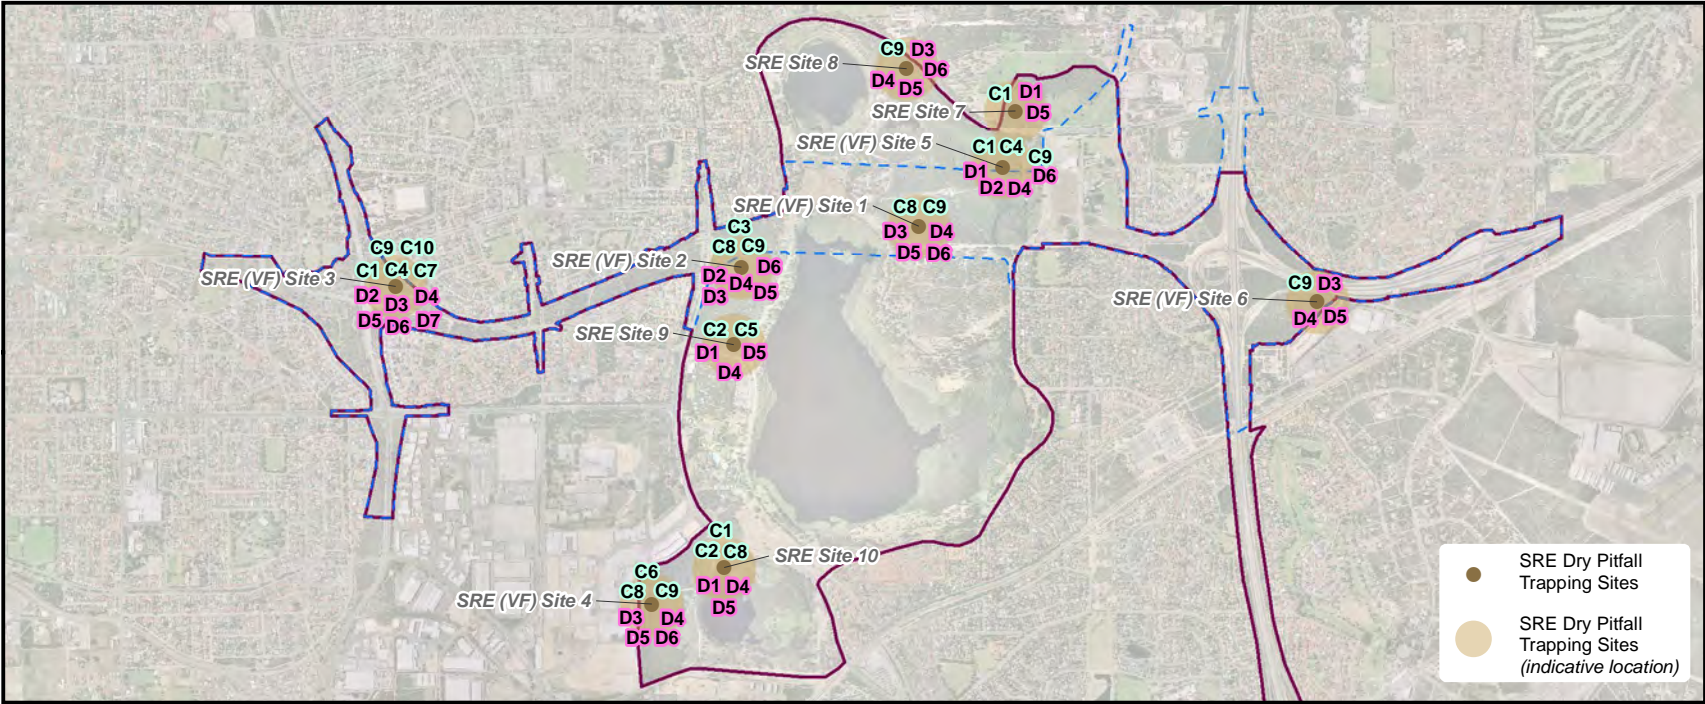 SRE Site 8
C9 D3
D6
D4
D5
C1 D1
SRE Site 7
D5
SRE (VF) Site 5
C1 C4
C9
D1
D6
D2 D4
SRE (VF) Site 1
C8 C9
D3 D4
D5 D6
C3
C8 C9
SRE (VF) Site 2
D6
D2
D4
D3
D5
C9 C10
C1 C4 C7
SRE (VF) Site 3
D2
D3
D4
D5
D6
D7
C9 D3
SRE (VF) Site 6
D4 D5
SRE Site 9
C2 C5
D1 D5
D4
C1
C2 C8
SRE Site 10
D1 D4
D5
C6
C8 C9
SRE (VF) Site 4
D3 D4
D5 D6
SRE Dry Pitfall
Trapping Sites
SRE Dry Pitfall
Trapping Sites
(indicative location)